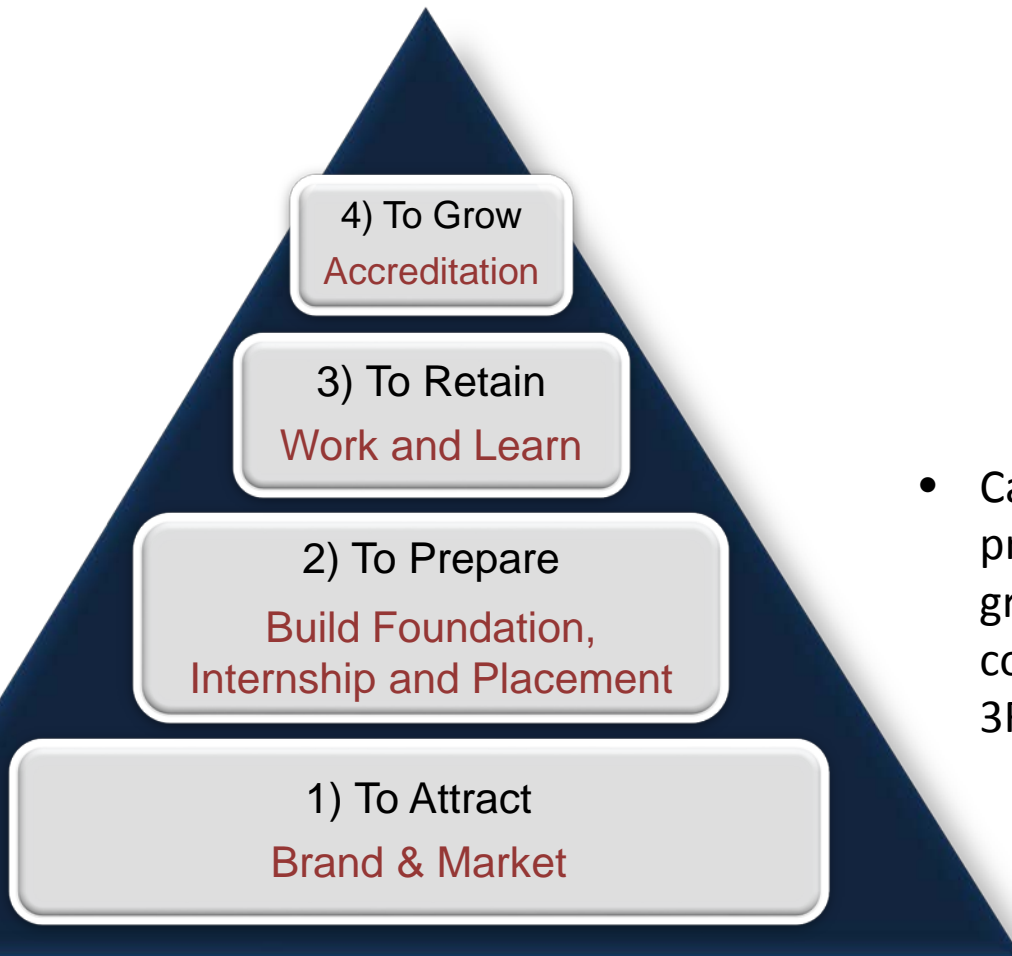 4) To Grow
Accreditation
3) To Retain
Work and Learn
2) To Prepare
Build Foundation,
Internship and Placement
1) To Attract
Brand & Market
•